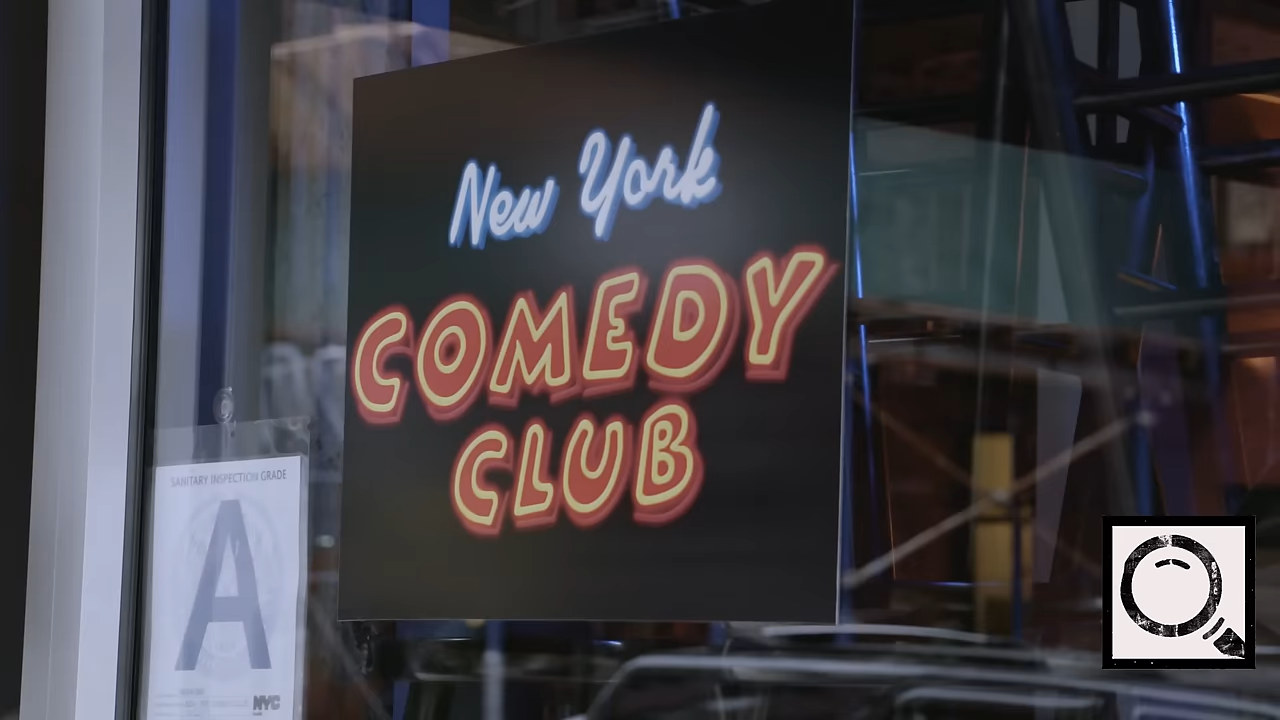 New York
COMEDY
CLUB
SANITARY INSPECTION GRADE
A
NYC